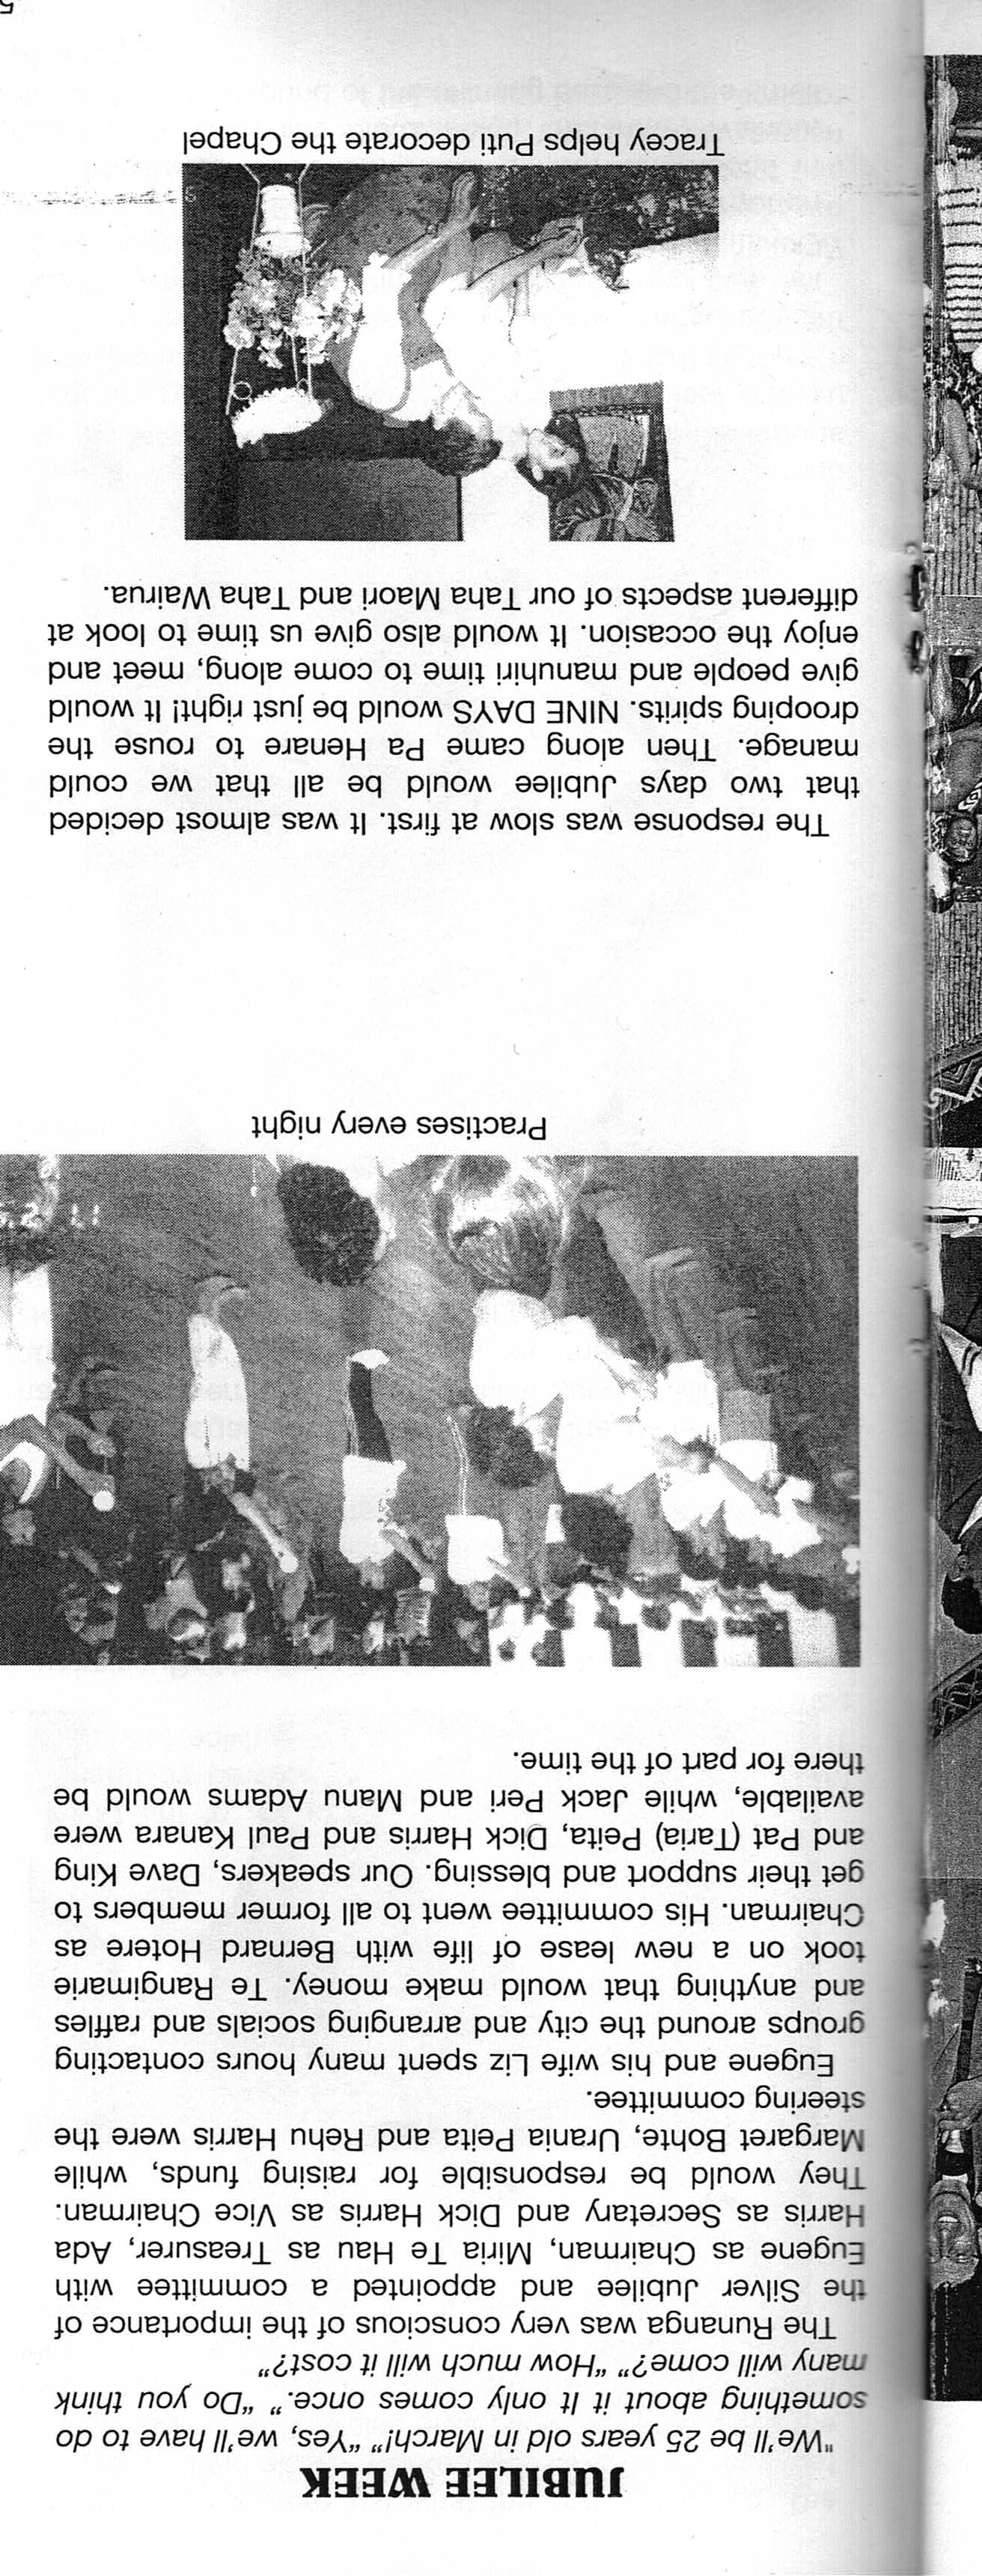 JUBILEE WEEK
"We'll be 25 years old in March!" "Yes, we'll have to do
something about it It only comes once." "Do you think
many will come?" "How much will it cost?"
The Runanga was very conscious of the importance of
the Silver Jubilee and appointed a committee with
Eugene as Chairman, Miria Te Hau as Treasurer, Ada
Harris as Secretary and Dick Harris as Vice Chairman.
They would be responsible for raising funds, while
Margaret Bohte, Urania Peita and Rehu Harris were the
steering committee.
Eugene and his wife Liz spent many hours contacting
groups around the city and arranging socials and raffles
and anything that would make money. Te Rangimarie
took on a new lease of life with Bernard Hotere as
Chairman. His committee went to all former members to
get their support and blessing. Our speakers, Dave King
and Pat (Taria) Peita, Dick Harris and Paul Kanara were
available, while Jack Peri and Manu Adams would be
there for part of the time.
17 2
Practises every night
The response was slow at first. It was almost decided
that two days Jubilee would be all that we could
manage. Then along came Pa Henare to rouse the
drooping spirits. NINE DAYS would be just right! It would
give people and manuhiri time to come along, meet and
enjoy the occasion. It would also give us time to look at
different aspects of our Taha Maori and Taha Wairua.
Tracey helps Puti decorate the Chapel
5